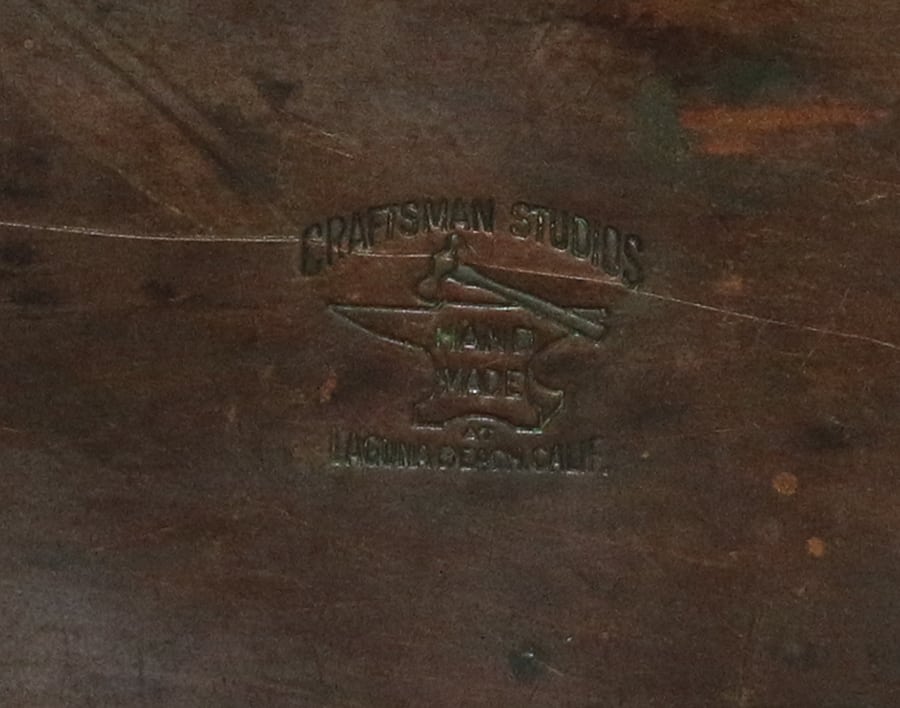 CRAFTSMAN STUDIOS
HAND
MADE
AT
LAGUNA BEACH, CALIF.